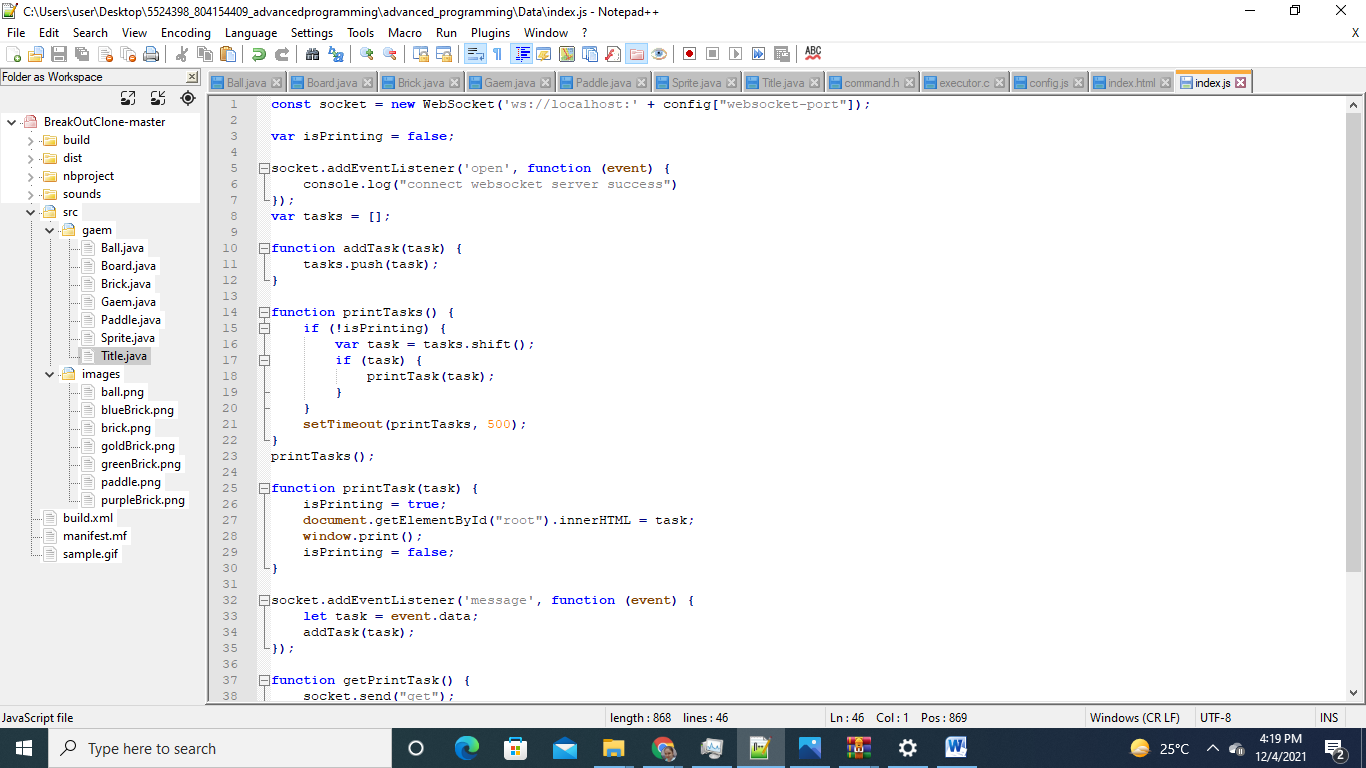 C:\Users\user\Desktop\5524398_804154409_advancedprogramming\advanced_programming\Data\index.js - Notepad++
File Edit Search View Encoding Language Settings Tools Macro Run Plugins Window ? X
Folder as Workspace
Ball.java Board.java Brick.java Gaem.java Paddle.java Sprite.java Title.java command.h executor.c config.js index.html index.js
BreakOutClone-master
build
dist
nbproject
sounds
src
gaem
Ball.java
Board.java
Brick.java
Gaem.java
Paddle.java
Sprite.java
Title.java
images
ball.png
blueBrick.png
brick.png
goldBrick.png
greenBrick.png
paddle.png
purpleBrick.png
build.xml
manifest.mf
sample.gif
1 const socket = new WebSocket('ws://localhost:' + config["websocket-port"]);
2
3 var isPrinting = false;
4
5 socket.addEventListener('open', function (event) {
6 console.log("connect websocket server success")
7 });
8 var tasks = [];
9
10 function addTask(task) {
11 tasks.push(task);
12 }
13
14 function printTasks() {
15 if (!isPrinting) {
16 var task = tasks.shift();
17 if (task) {
18 printTask(task);
19 }
20 }
21 setTimeout(printTasks, 500);
22 }
23 printTasks();
24
25 function printTask(task) {
26 isPrinting = true;
27 document.getElementById("root").innerHTML = task;
28 window.print();
29 isPrinting = false;
30 }
31
32 socket.addEventListener('message', function (event) {
33 let task = event.data;
34 addTask(task);
35 });
36
37 function getPrintTask() {
38 socket.send("get");
JavaScript file length : 868 lines : 46 Ln : 46 Col : 1 Pos : 869 Windows (CR LF) UTF-8 INS
Type here to search 25°C 4:19 PM
12/4/2021
2